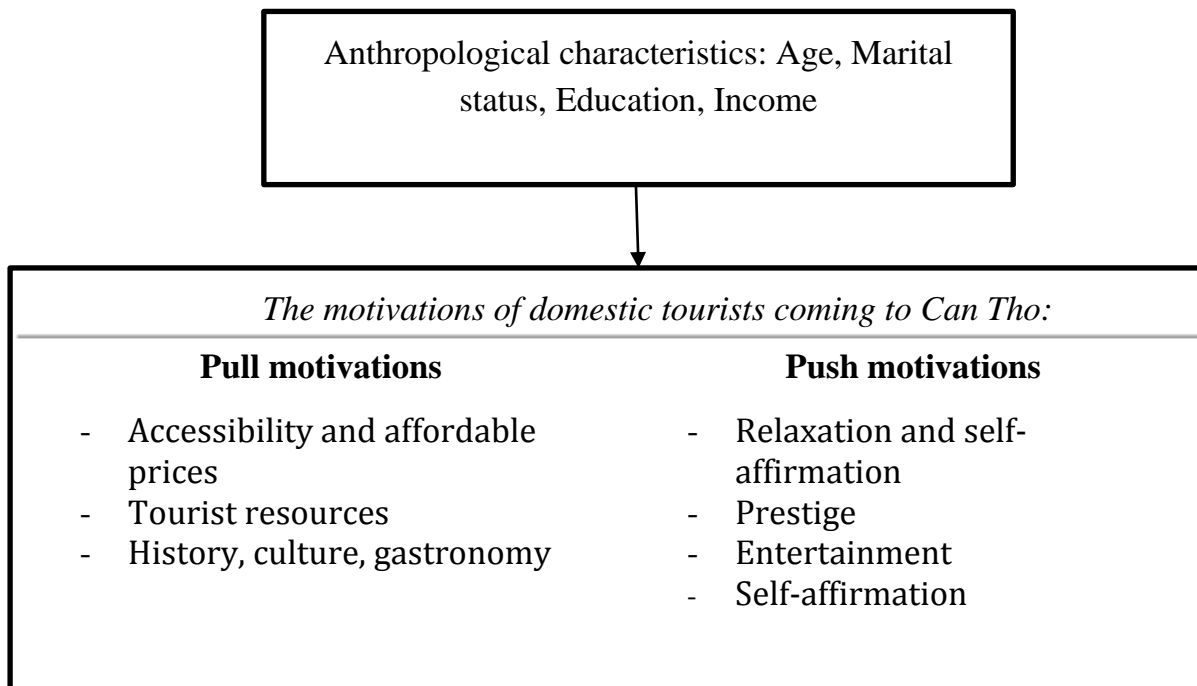 Anthropological characteristics: Age, Marital
status, Education, Income
The motivations of domestic tourists coming to Can Tho:
Pull motivations
- Accessibility and affordable
prices
- Tourist resources
- History, culture, gastronomy
Push motivations
- Relaxation and self-
affirmation
- Prestige
- Entertainment
- Self-affirmation